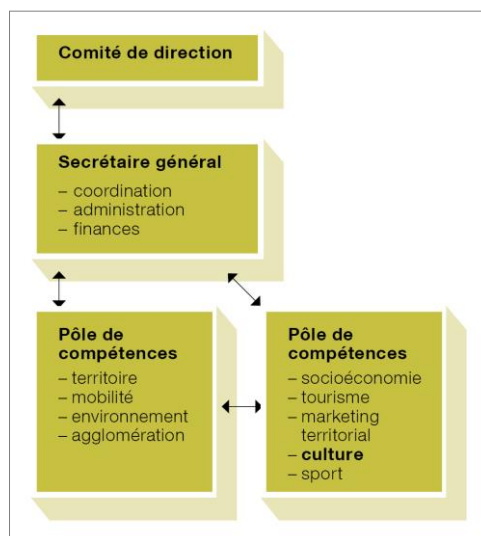 Comité de direction
Secrétaire général
– coordination
– administration
– finances
Pôle de
compétences
– territoire
– mobilité
– environnement
– agglomération
Pôle de
compétences
– socioéconomie
– tourisme
– marketing
territorial
– culture
– sport